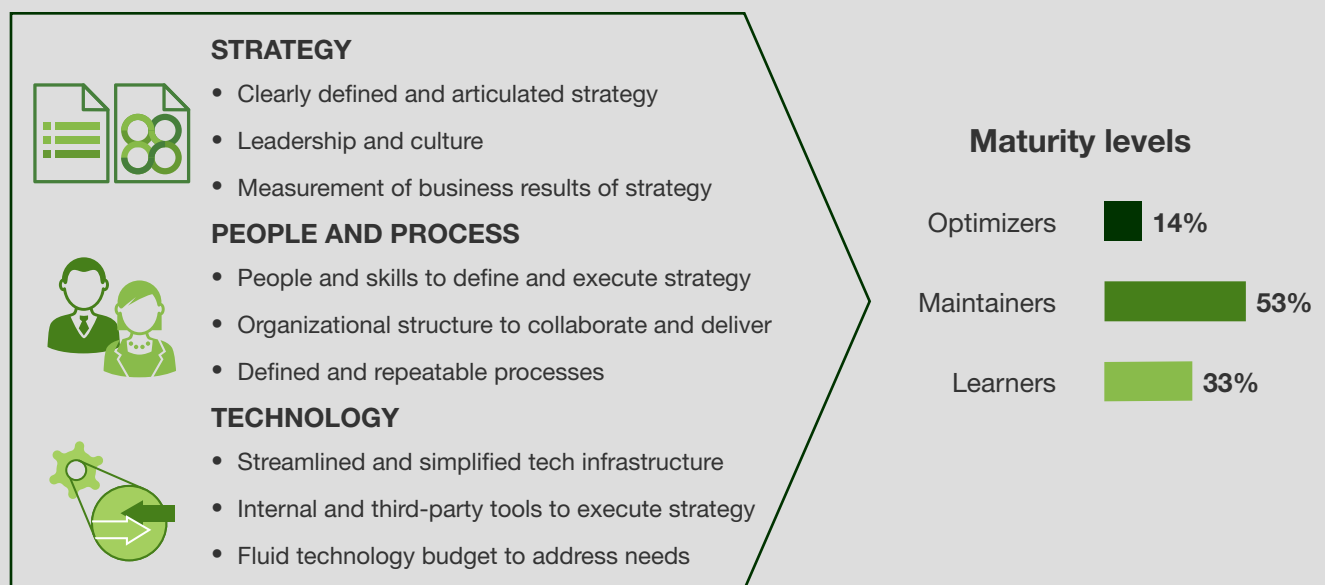 STRATEGY
• Clearly defined and articulated strategy
• Leadership and culture
• Measurement of business results of strategy
PEOPLE AND PROCESS
• People and skills to define and execute strategy
• Organizational structure to collaborate and deliver
• Defined and repeatable processes
TECHNOLOGY
• Streamlined and simplified tech infrastructure
• Internal and third-party tools to execute strategy
• Fluid technology budget to address needs
Maturity levels
Optimizers 14%
Maintainers 53%
Learners 33%